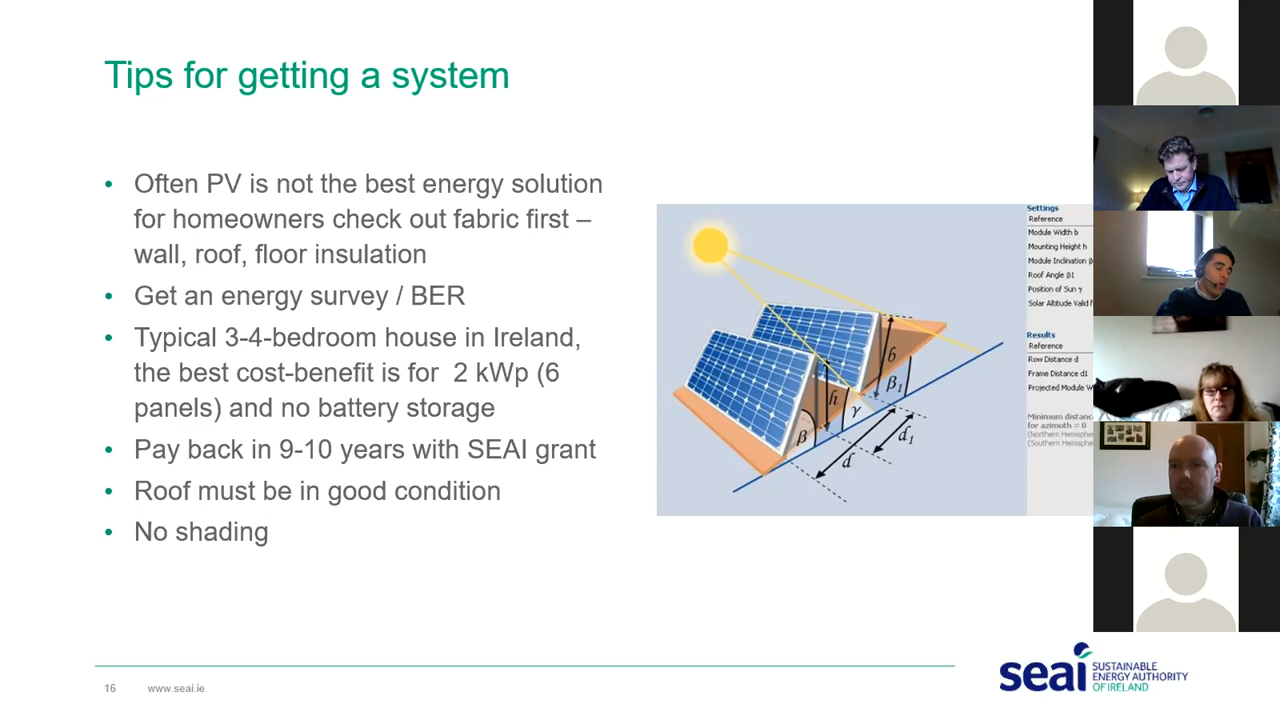 Tips for getting a system
• Often PV is not the best energy solution
for homeowners check out fabric first –
wall, roof, floor insulation
• Get an energy survey / BER
• Typical 3-4-bedroom house in Ireland,
the best cost-benefit is for  2 kWp (6
panels) and no battery storage
• Pay back in 9-10 years with SEAI grant
• Roof must be in good condition
• No shading
h
β
γ
β1
d
d1
Settings
Reference
Module Width b
Mounting Height h
Module Inclination β
Roof Angle β1
Position of Sun γ
Solar Altitude Valid
Results
Reference
Row Distance d
Frame Distance d1
Projected Module
Minimum
for azimuth = 0
(Northern
(Southern
16
www.seai.ie
seai
SUSTAINABLE
ENERGY AUTHORITY
OF IRELAND